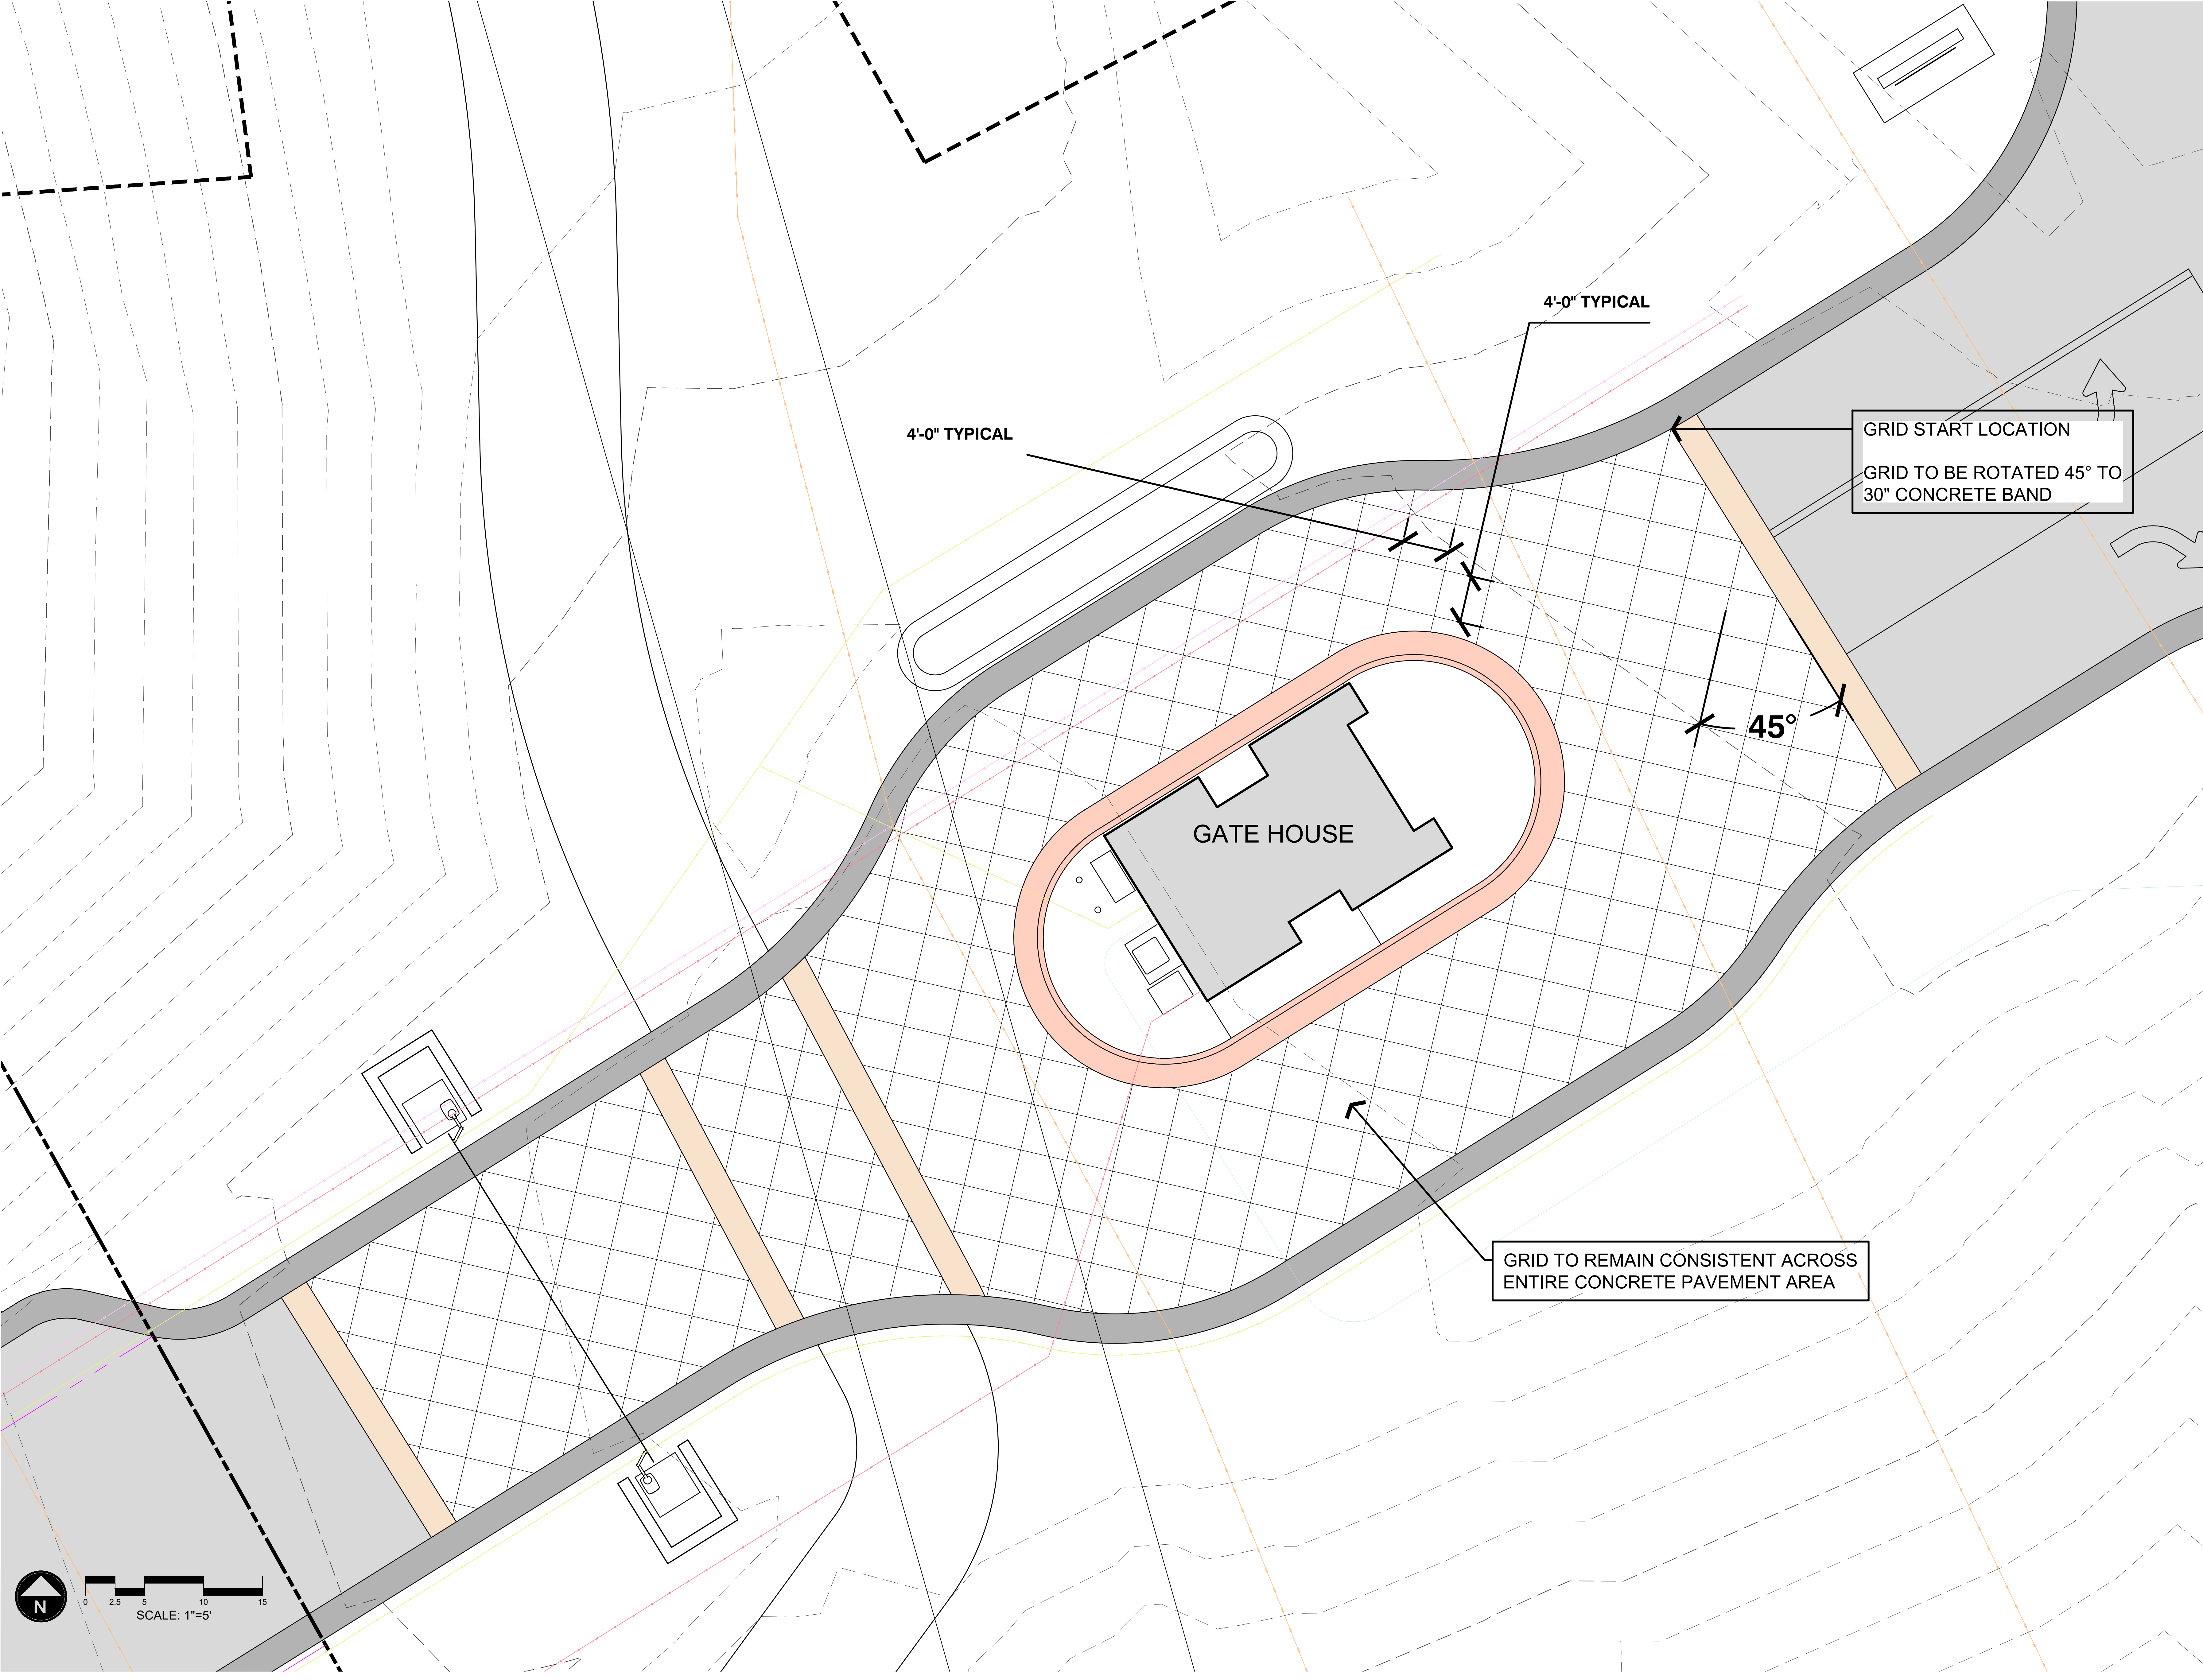 4'-0" TYPICAL
4'-0" TYPICAL
GRID START LOCATION
GRID TO BE ROTATED 45° TO
30" CONCRETE BAND
45°
GATE HOUSE
GRID TO REMAIN CONSISTENT ACROSS
ENTIRE CONCRETE PAVEMENT AREA
N
0 2.5 5 10 15
SCALE: 1"=5'